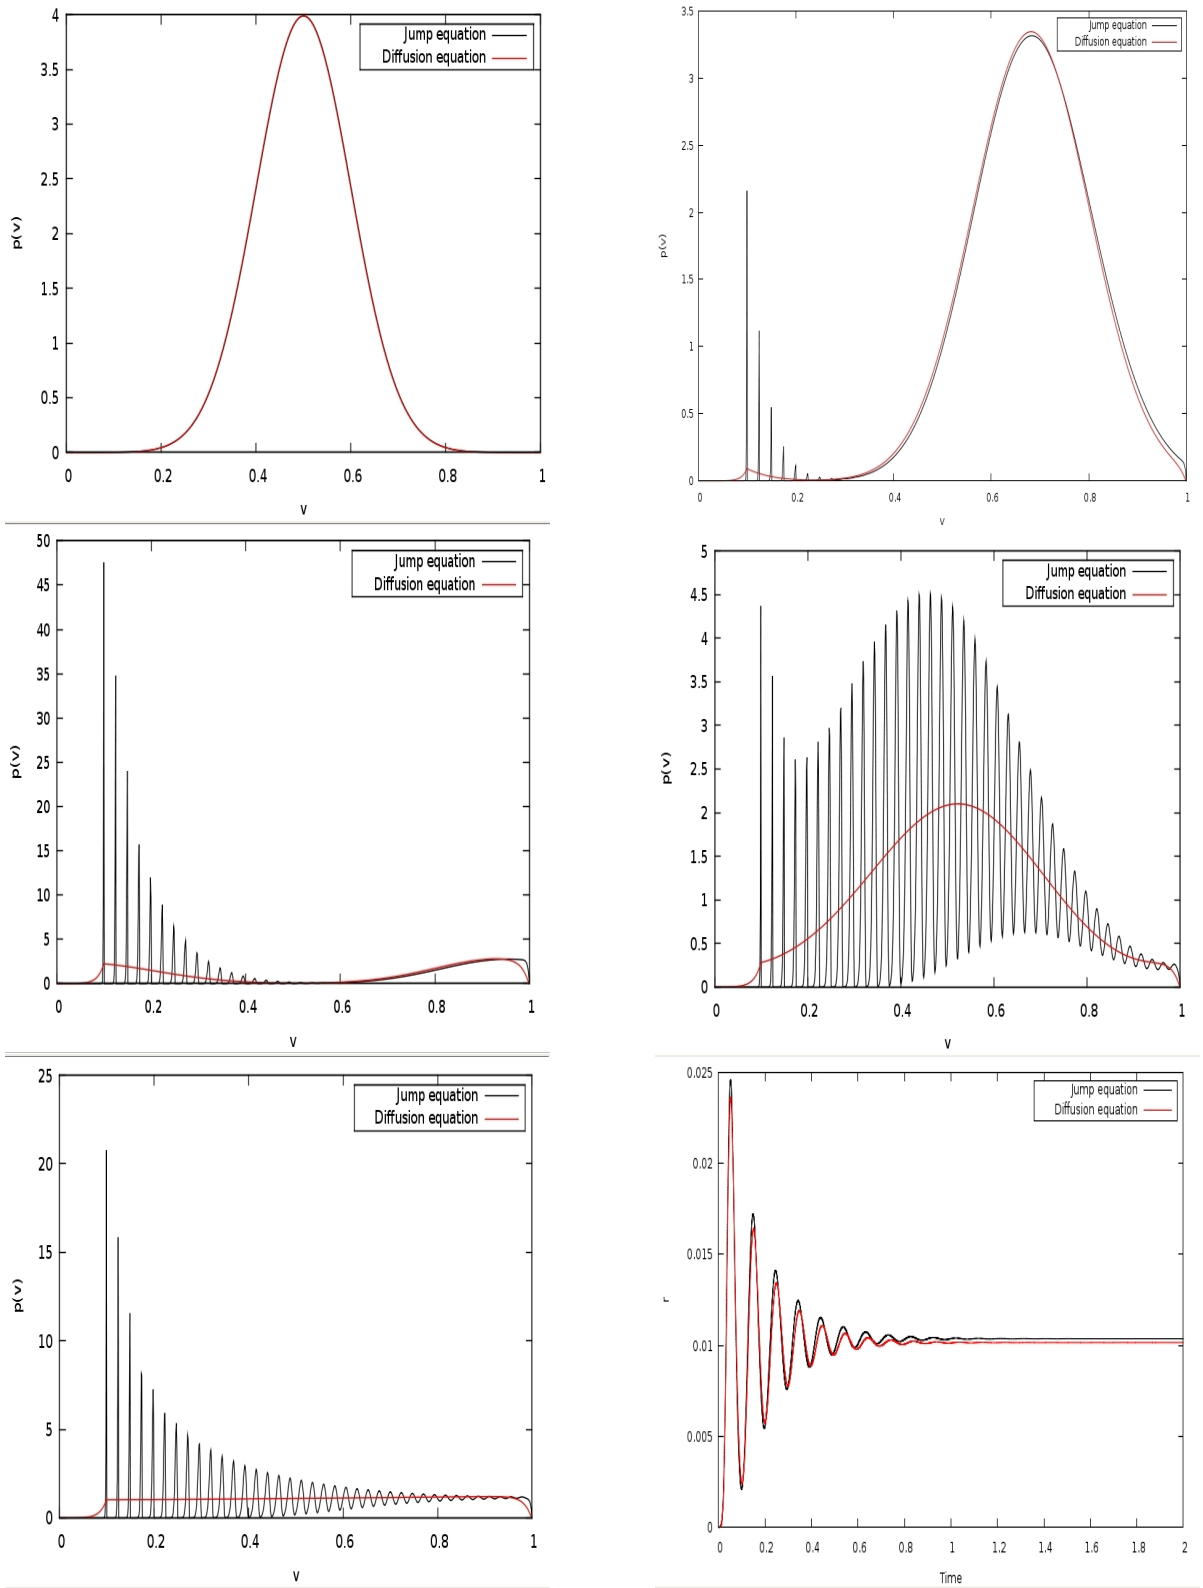 4
3.5
3
2.5
2
1.5
1
0.5
0
p(v)
Jump equation
Diffusion equation
0 0.2 0.4 0.6 0.8 1
v
3.5
3
2.5
2
1.5
1
0.5
0
p(v)
Jump equation
Diffusion equation
0 0.2 0.4 0.6 0.8 1
v
50
45
40
35
30
25
20
15
10
5
0
p(v)
Jump equation
Diffusion equation
0 0.2 0.4 0.6 0.8 1
v
5
4.5
4
3.5
3
2.5
2
1.5
1
0.5
0
p(v)
Jump equation
Diffusion equation
0 0.2 0.4 0.6 0.8 1
v
25
20
15
10
5
0
p(v)
Jump equation
Diffusion equation
0 0.2 0.4 0.6 0.8 1
v
0.025
0.02
0.015
0.01
0.005
0
r
Jump equation
Diffusion equation
0 0.2 0.4 0.6 0.8 1 1.2 1.4 1.6 1.8 2
Time